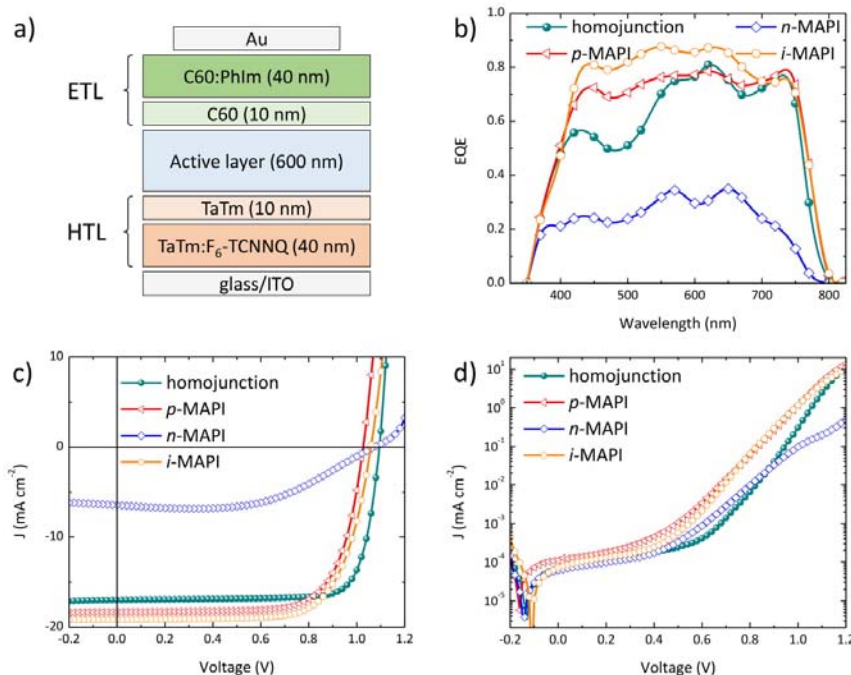 a)
Au
ETL
C60:PhIm (40 nm)
C60 (10 nm)
Active layer (600 nm)
HTL
TaTm (10 nm)
TaTm:F₆-TCNNQ (40 nm)
glass/ITO
b)
1.0
0.8
0.6
0.4
0.2
0.0
EQE
homojunction
n-MAPI
p-MAPI
i-MAPI
400
500
600
700
800
Wavelength (nm)
c)
10
0
-10
-20
J (mA cm⁻²)
homojunction
p-MAPI
n-MAPI
i-MAPI
-0.2
0.0
0.2
0.4
0.6
0.8
1.0
1.2
Voltage (V)
d)
10¹
10⁰
10⁻¹
10⁻²
10⁻³
10⁻⁴
10⁻⁵
J (mA cm⁻²)
homojunction
p-MAPI
n-MAPI
i-MAPI
-0.2
0.0
0.2
0.4
0.6
0.8
1.0
1.2
Voltage (V)